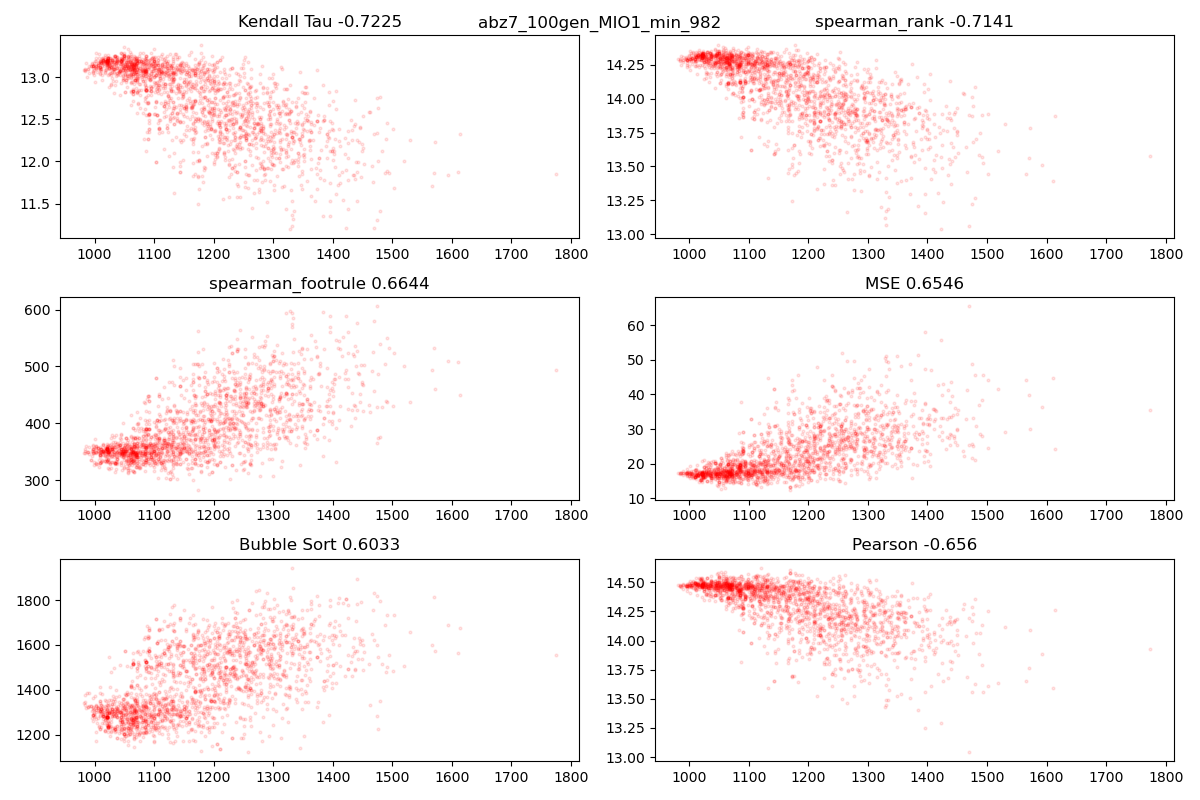 Kendall Tau -0.7225
abz7_100gen_MIO1_min_982
spearman_rank -0.7141
13.0
12.5
12.0
11.5
1000 1100 1200 1300 1400 1500 1600 1700 1800
14.25
14.00
13.75
13.50
13.25
13.00
1000 1100 1200 1300 1400 1500 1600 1700 1800
spearman_footrule 0.6644
600
500
400
300
1000 1100 1200 1300 1400 1500 1600 1700 1800
MSE 0.6546
60
50
40
30
20
10
1000 1100 1200 1300 1400 1500 1600 1700 1800
Bubble Sort 0.6033
1800
1600
1400
1200
1000 1100 1200 1300 1400 1500 1600 1700 1800
Pearson -0.656
14.50
14.25
14.00
13.75
13.50
13.25
13.00
1000 1100 1200 1300 1400 1500 1600 1700 1800